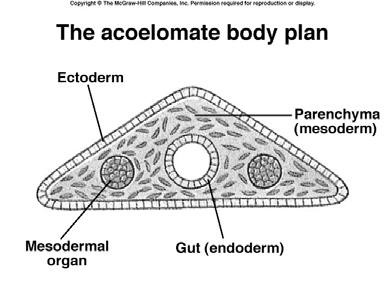 Copyright © The McGraw-Hill Companies, Inc. Permission required for reproduction or display.
The acoelomate body plan
Ectoderm
Parenchyma
(mesoderm)
Mesodermal
organ
Gut (endoderm)